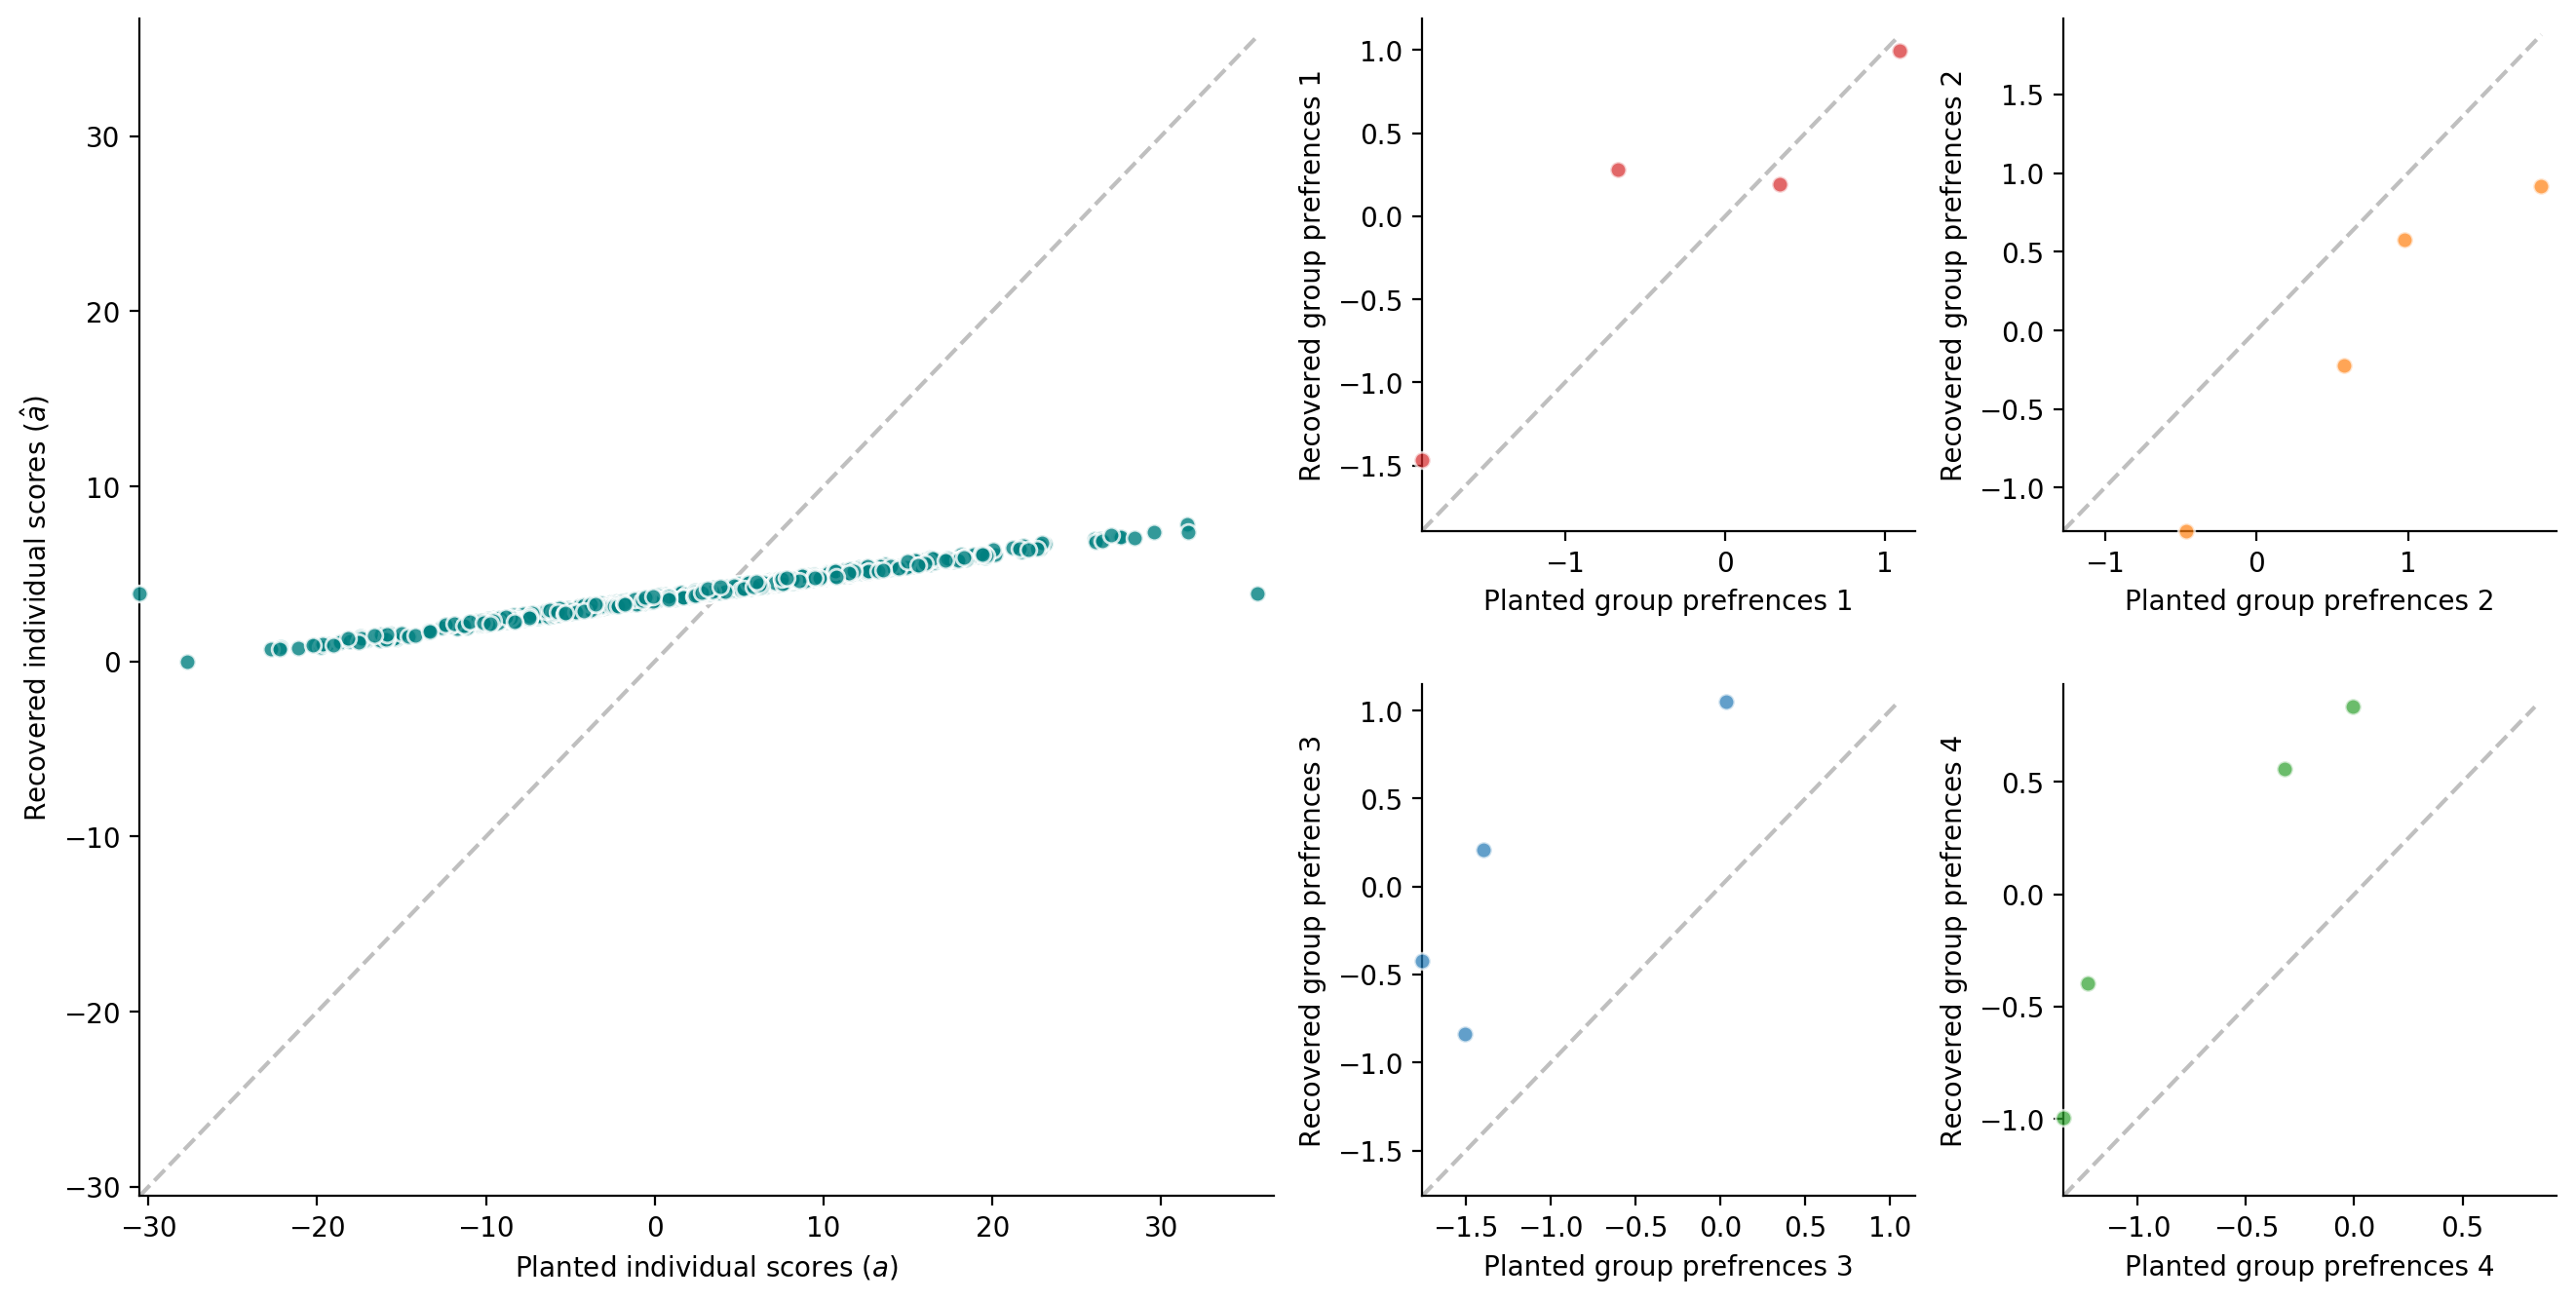 Recovered individual scores (â)
30
20
10
0
−10
−20
−30
−30 −20 −10 0 10 20 30
Planted individual scores (a)
Recovered group prefrences 1
1.0
0.5
0.0
−0.5
−1.0
−1.5
−1 0 1
Planted group prefrences 1
Recovered group prefrences 2
1.5
1.0
0.5
0.0
−0.5
−1.0
−1 0 1
Planted group prefrences 2
Recovered group prefrences 3
1.0
0.5
0.0
−0.5
−1.0
−1.5
−1.5 −1.0 −0.5 0.0 0.5 1.0
Planted group prefrences 3
Recovered group prefrences 4
0.5
0.0
−0.5
−1.0
−1.0 −0.5 0.0 0.5
Planted group prefrences 4